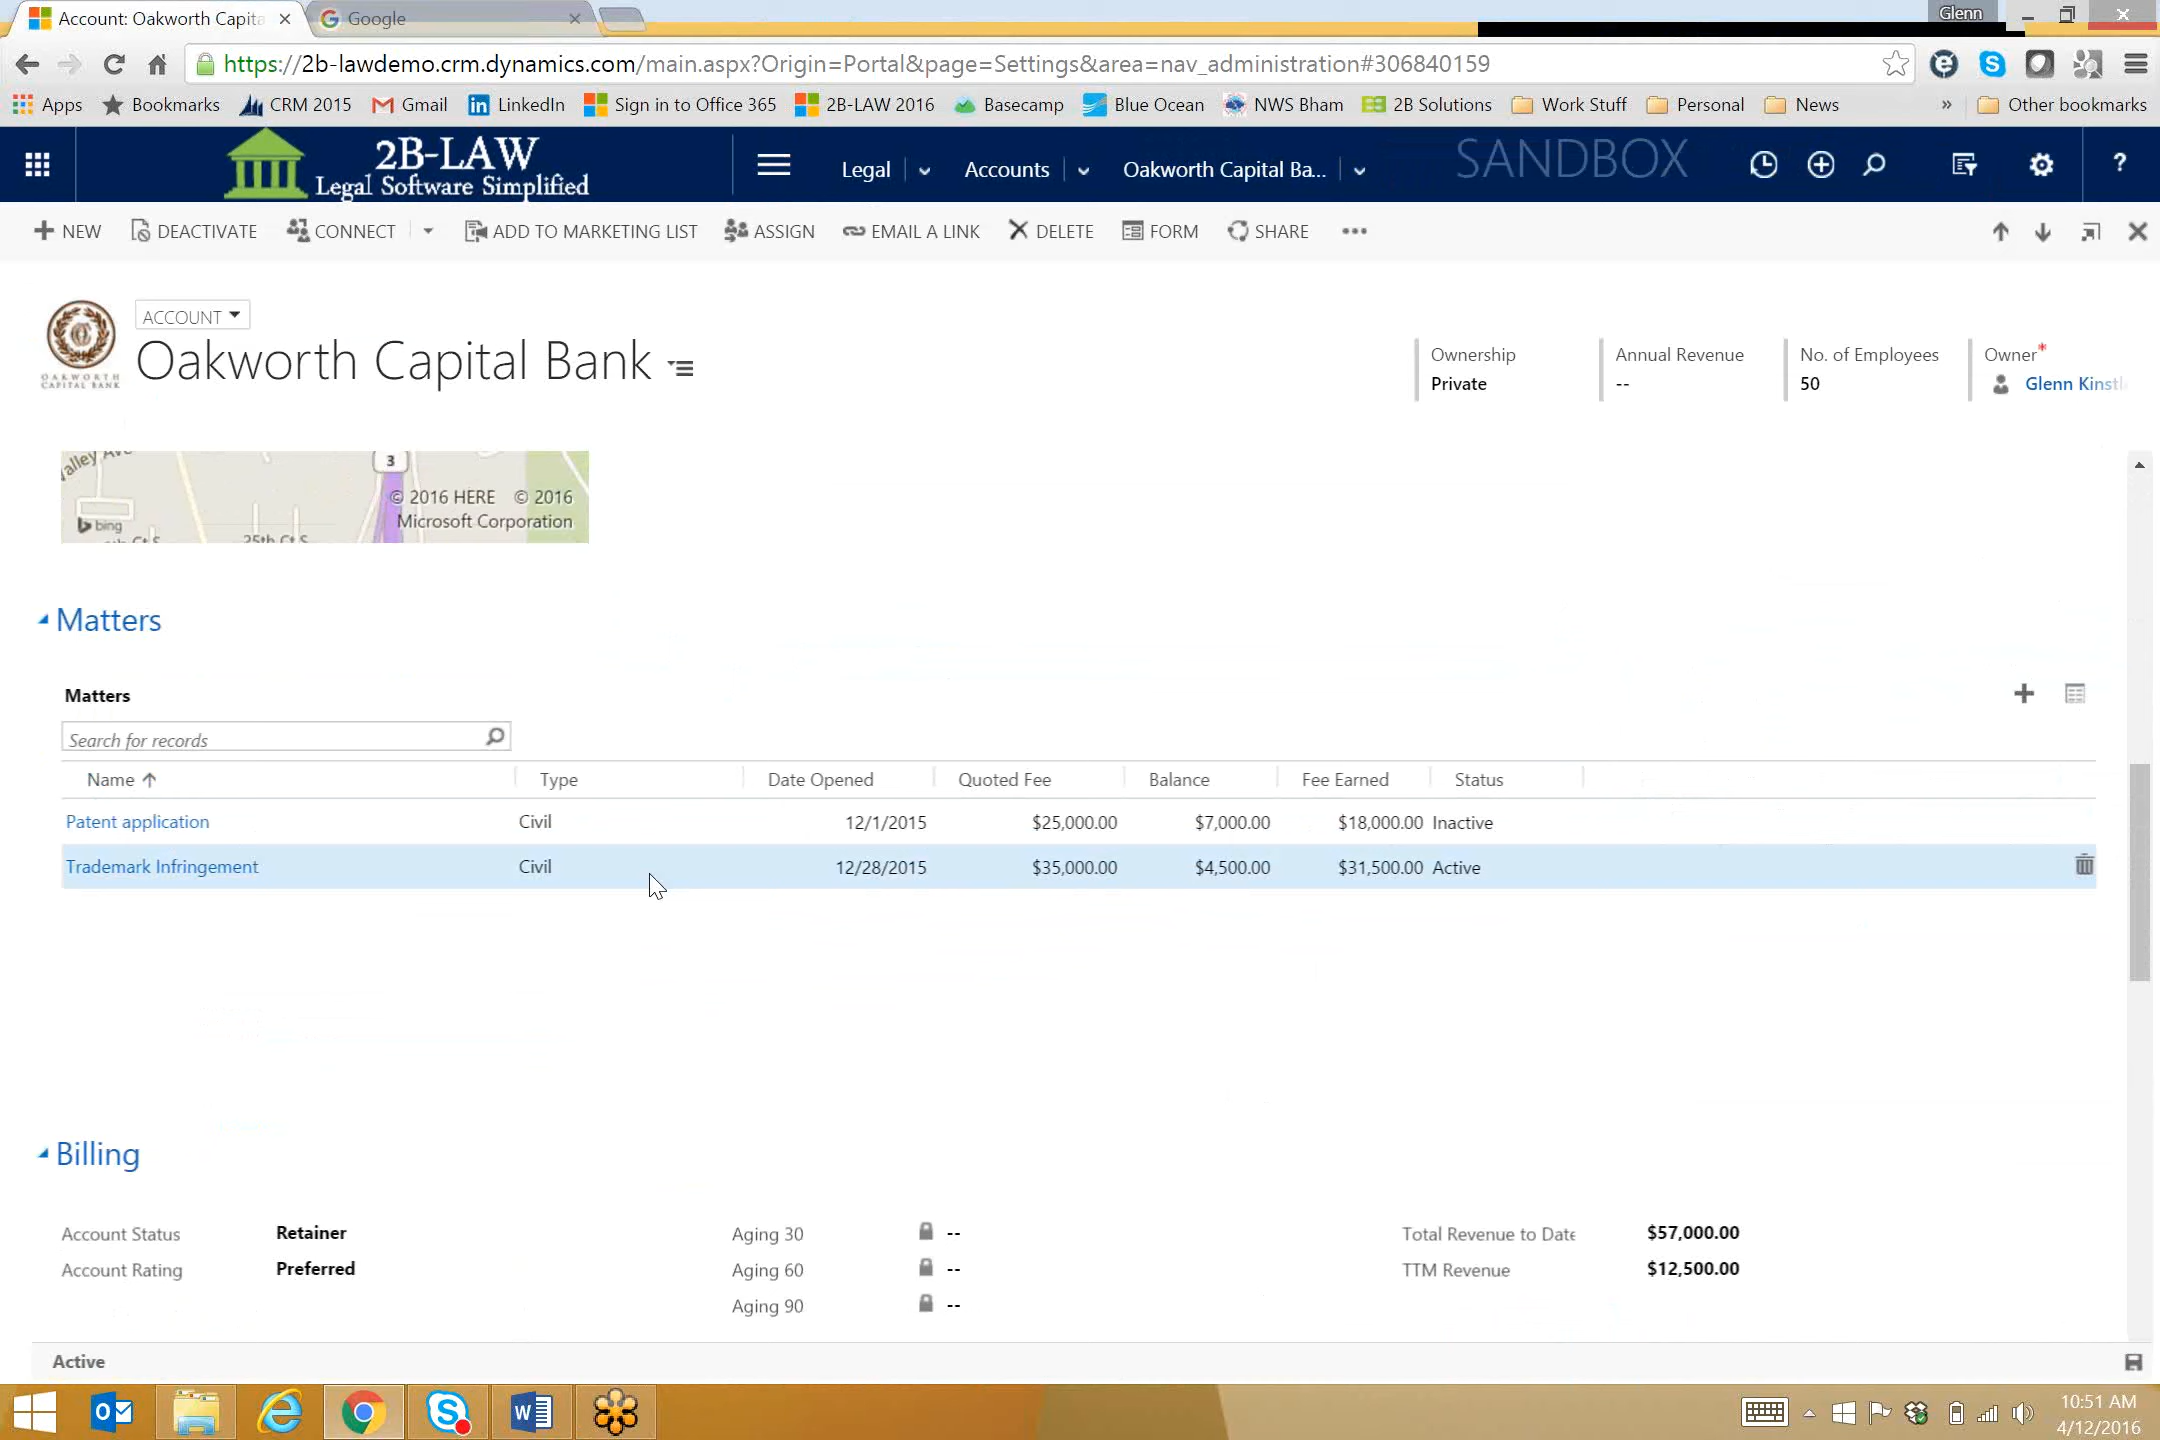 Account: Oakworth Capita
Google
Glenn
https://2b-lawdemo.crm.dynamics.com/main.aspx?Origin=Portal&page=Settings&area=nav_administration#306840159
Apps Bookmarks CRM 2015 Gmail LinkedIn Sign in to Office 365 2B-LAW 2016 Basecamp Blue Ocean NWS Bham 2B Solutions Work Stuff Personal News » Other bookmarks
2B-LAW
Legal Software Simplified
Legal Accounts Oakworth Capital Ba...
SANDBOX
?
NEW DEACTIVATE CONNECT ADD TO MARKETING LIST ASSIGN EMAIL A LINK DELETE FORM SHARE •••
OAKWORTH
CAPITAL BANK
ACCOUNT
Oakworth Capital Bank
Ownership Annual Revenue No. of Employees Owner*
Private -- 50 Glenn Kinstl
3
© 2016 HERE © 2016
Microsoft Corporation
bing
25th Ct S
Matters
Matters
Search for records
Name Type Date Opened Quoted Fee Balance Fee Earned Status
Patent application Civil 12/1/2015 $25,000.00 $7,000.00 $18,000.00 Inactive
Trademark Infringement Civil 12/28/2015 $35,000.00 $4,500.00 $31,500.00 Active
Billing
Account Status Retainer Aging 30 -- Total Revenue to Date $57,000.00
Account Rating Preferred Aging 60 -- TTM Revenue $12,500.00
Aging 90 --
Active
10:51 AM
4/12/2016